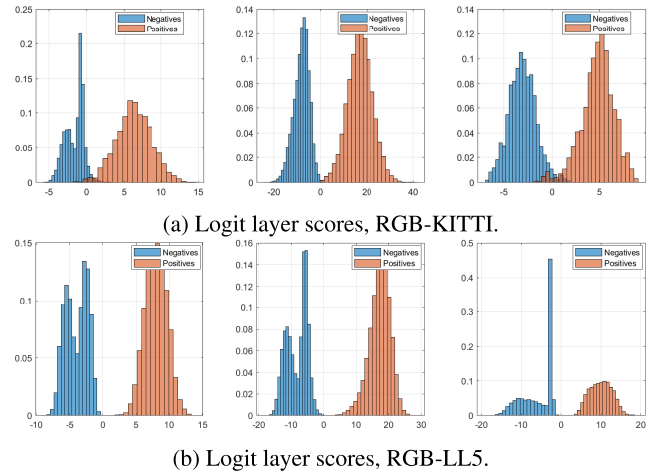 0.25
0.2
0.15
0.1
0.05
0
-5 0 5 10 15
Negatives
Positives
0.14
0.12
0.1
0.08
0.06
0.04
0.02
0
-20 0 20 40
Negatives
Positives
0.14
0.12
0.10
0.08
0.06
0.04
0.02
0.00
-5 0 5
Negatives
Positives
(a) Logit layer scores, RGB-KITTI.
0.15
0.1
0.05
0
-10 -5 0 5 10 15
Negatives
Positives
0.16
0.14
0.12
0.1
0.08
0.06
0.04
0.02
0
-20 -10 0 10 20 30
Negatives
Positives
0.5
0.4
0.3
0.2
0.1
0
-20 -10 0 10 20
Negatives
Positives
(b) Logit layer scores, RGB-LL5.